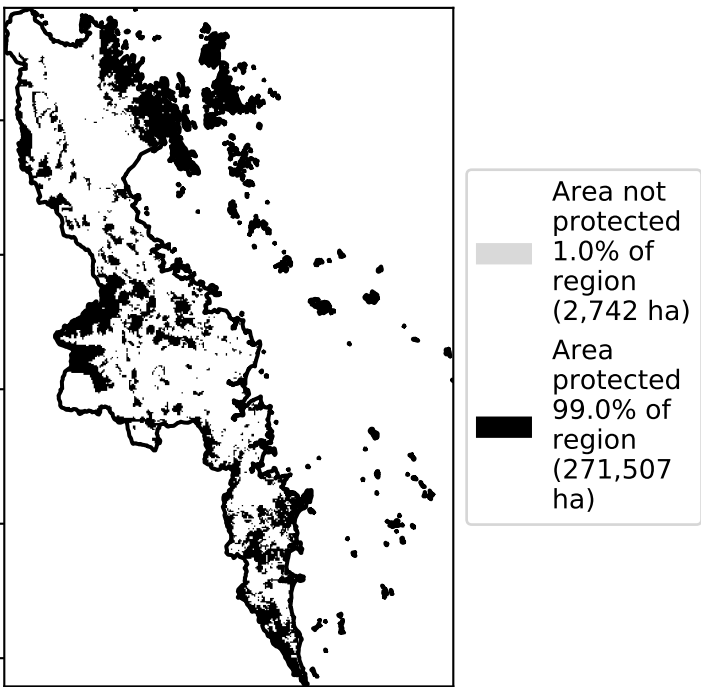 Area not
protected
1.0% of
region
(2,742 ha)
Area
protected
99.0% of
region
(271,507
ha)